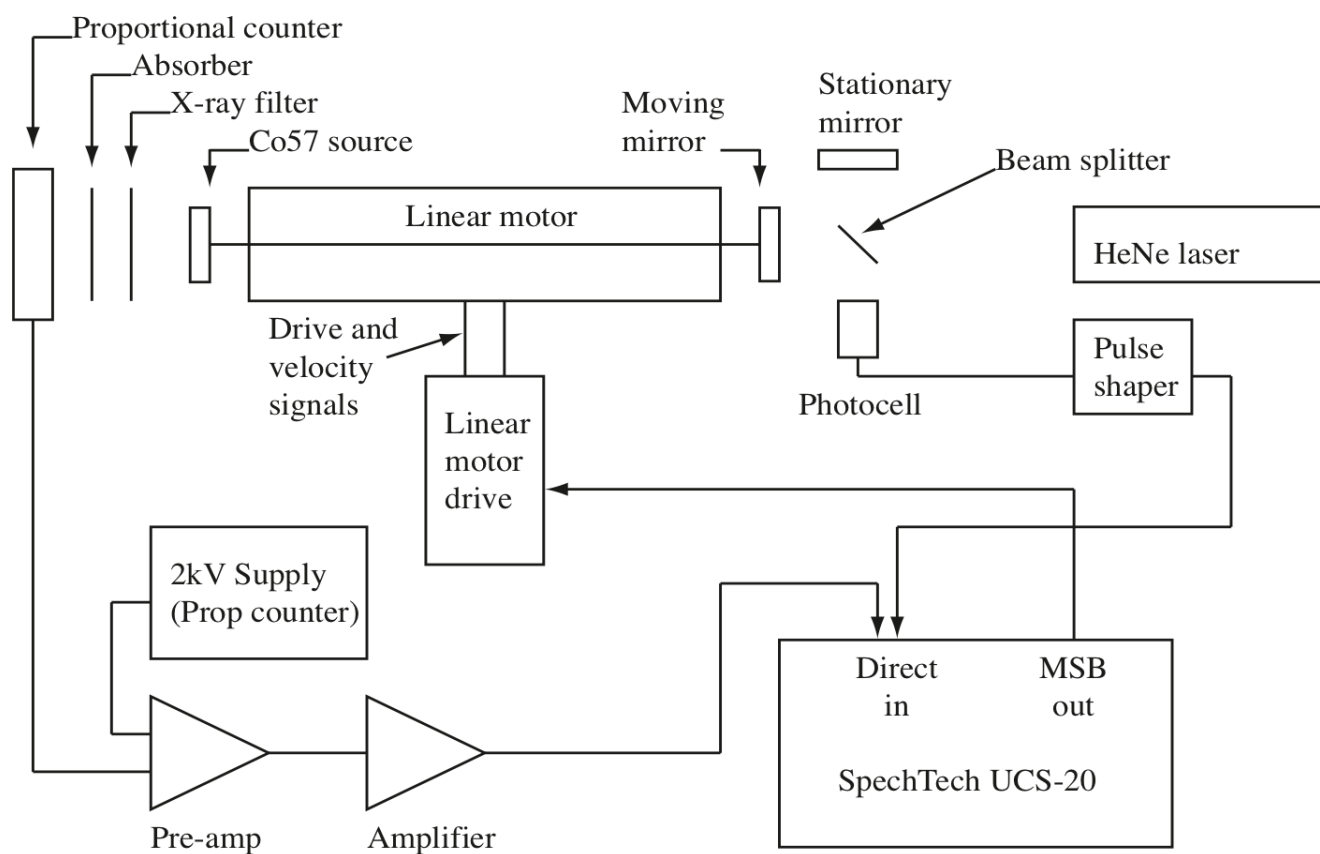 Proportional counter
Absorber
X-ray filter
Co57 source
Moving
mirror
Stationary
mirror
Beam splitter
Linear motor
HeNe laser
Drive and
velocity
signals
Pulse
shaper
Photocell
Linear
motor
drive
2kV Supply
(Prop counter)
Direct
in
MSB
out
SpechTech UCS-20
Pre-amp
Amplifier